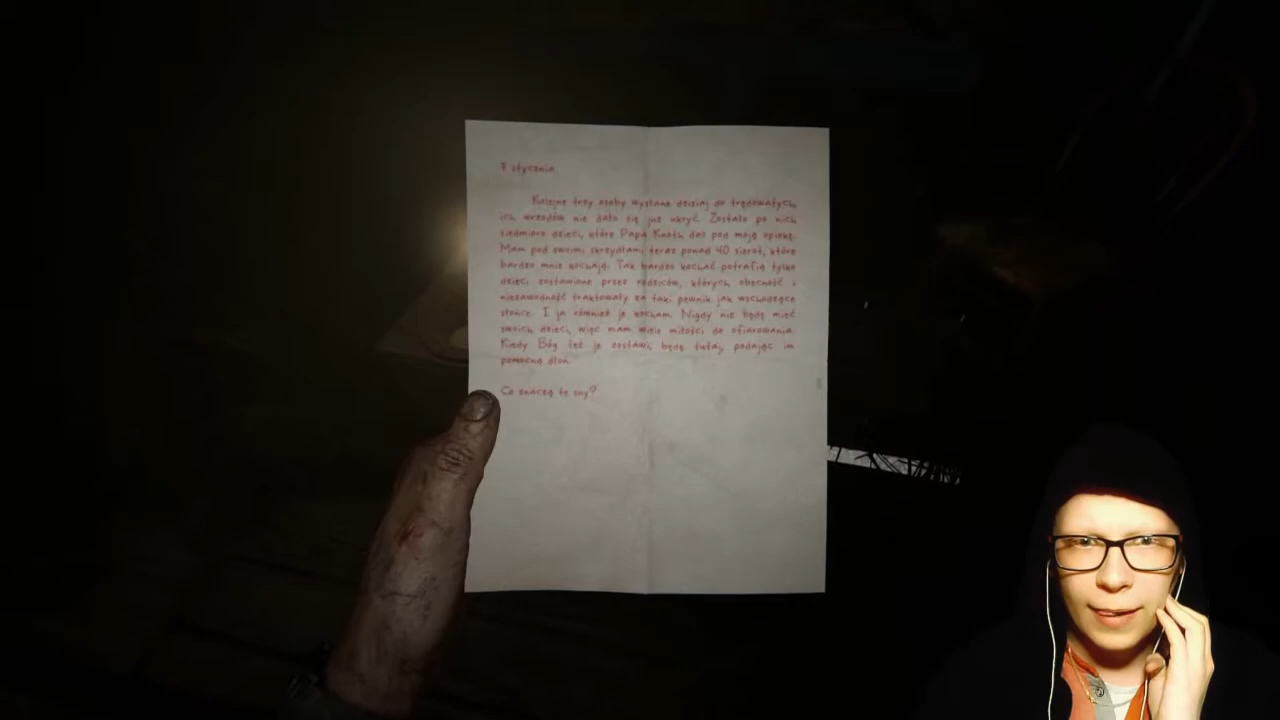 7 stycznia
Kolejne trzy osoby wysłane dzisiaj do trędowatych,
ich wrzodów nie dało się już ukryć. Zostało po nich
siedmioro dzieci, które Papa Knoth dał pod moją opiekę.
Mam pod swoimi skrzydłami teraz ponad 40 sierot, które
bardzo mnie kochają. Tak bardzo kochać potrafią tylko
dzieci zostawione przez rodziców, których obecność i
niezawodność traktowały za taki pewnik jak wschodzące
słońce. I ja również je kocham. Nigdy nie będę mieć
swoich dzieci, więc mam wiele miłości do ofiarowania.
Kiedy Bóg też je zostawi, będę tutaj, podając im
pomocną dłoń.
Co znaczą te sny?